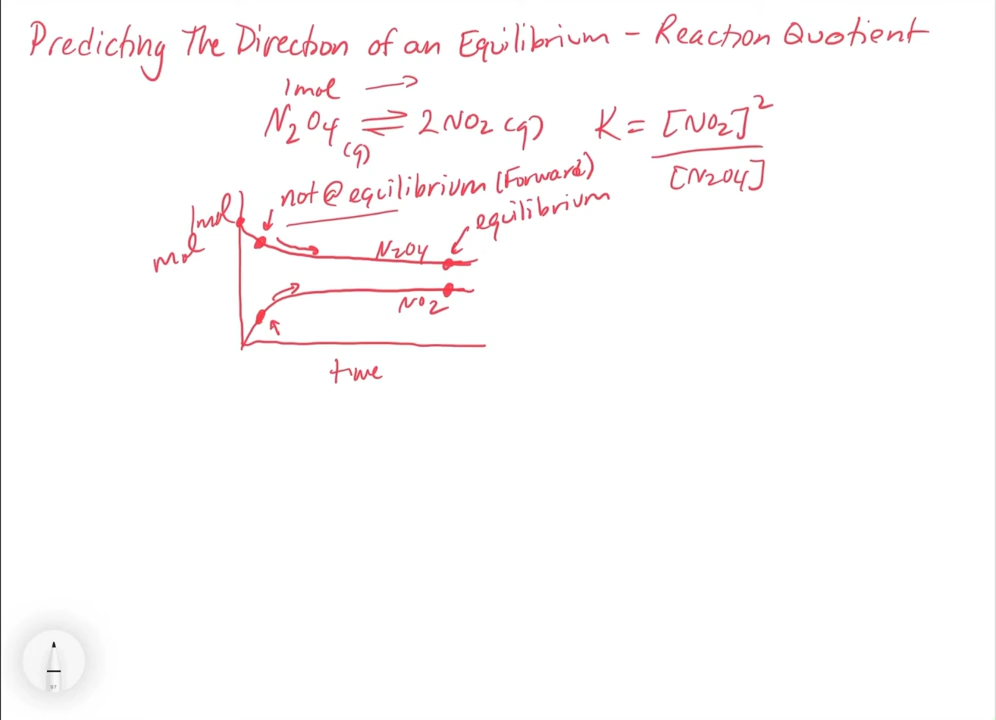 Predicting The Direction of an Equilibrium - Reaction Quotient
1mol →
N2O4 (g) ⇌ 2NO2 (g) K = [NO2]² / [N2O4]
not @ equilibrium (Forward)
equilibrium
1mol
mol
N2O4
NO2
time